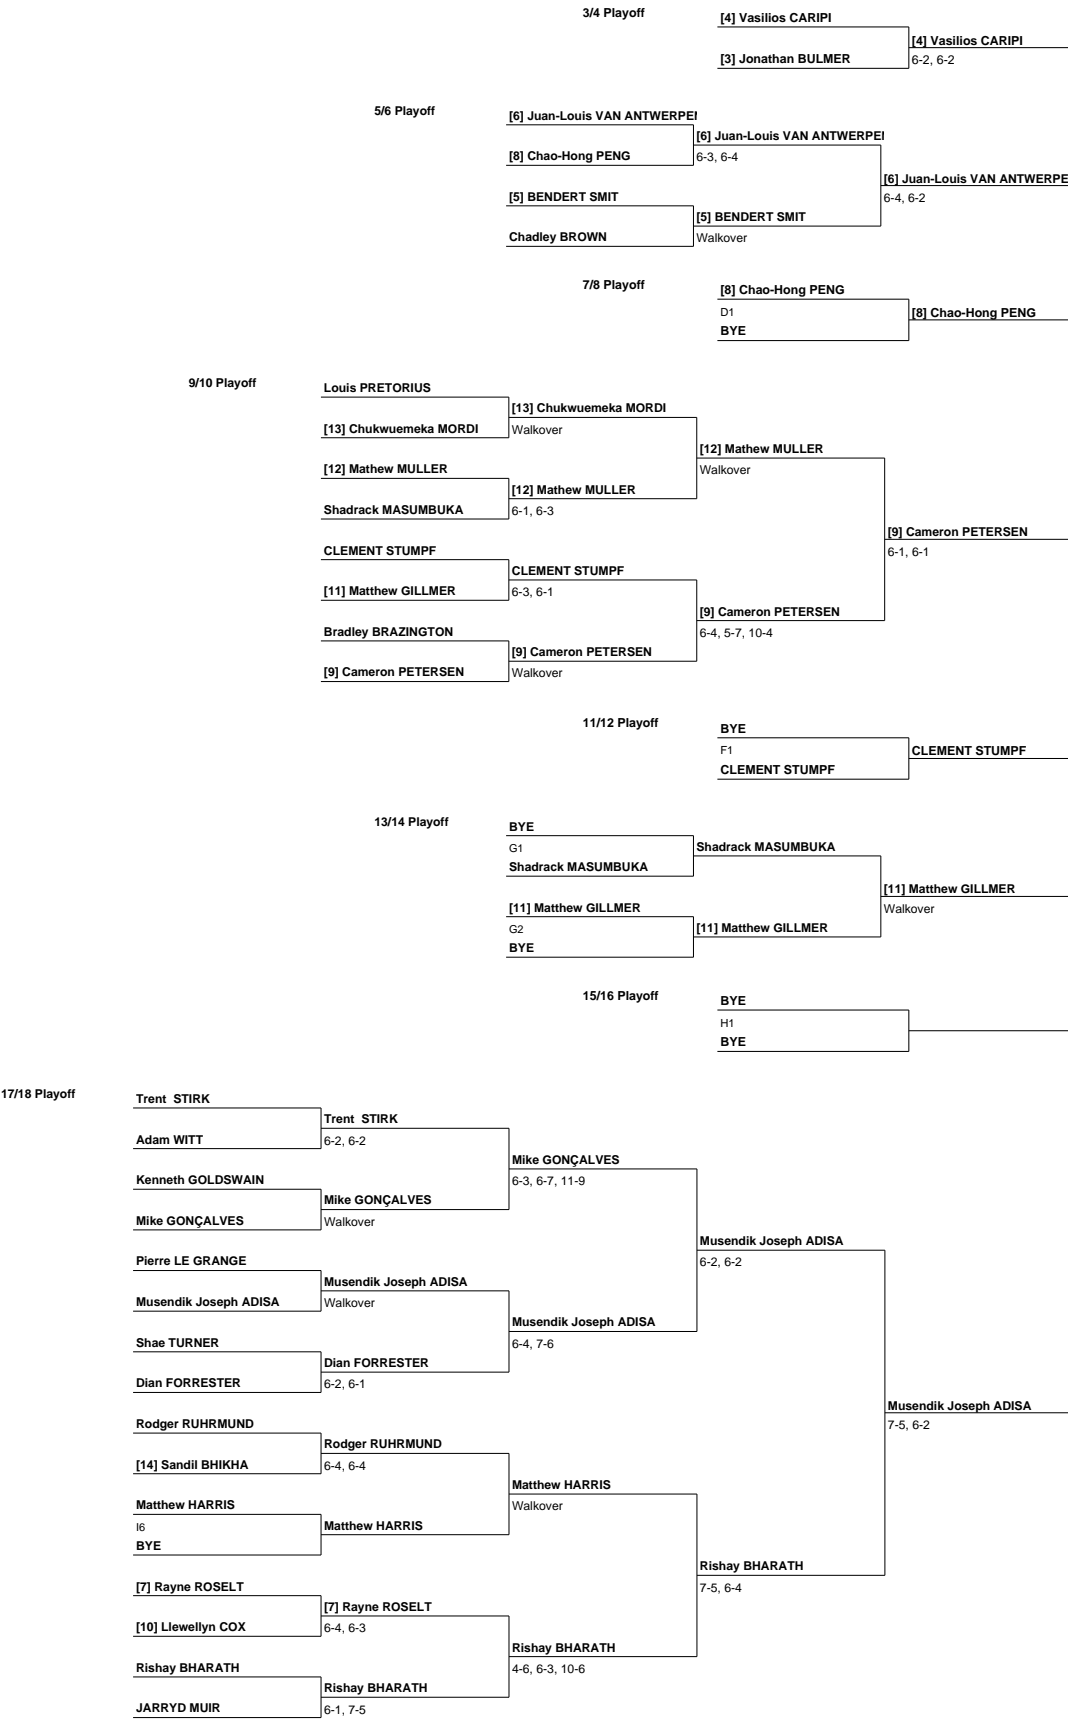 3/4 Playoff
[4] Vasilios CARIPI
[4] Vasilios CARIPI
[3] Jonathan BULMER
6-2, 6-2
5/6 Playoff
[6] Juan-Louis VAN ANTWERPE
[6] Juan-Louis VAN ANTWERPE
[8] Chao-Hong PENG
6-3, 6-4
[6] Juan-Louis VAN ANTWERPE
[5] BENDERT SMIT
6-4, 6-2
[5] BENDERT SMIT
Chadley BROWN
Walkover
7/8 Playoff
[8] Chao-Hong PENG
D1
[8] Chao-Hong PENG
BYE
9/10 Playoff
Louis PRETORIUS
[13] Chukwuemeka MORDI
[13] Chukwuemeka MORDI
Walkover
[12] Mathew MULLER
[12] Mathew MULLER
Walkover
[12] Mathew MULLER
Shadrack MASUMBUKA
6-1, 6-3
[9] Cameron PETERSEN
CLEMENT STUMPF
6-1, 6-1
CLEMENT STUMPF
[11] Matthew GILLMER
6-3, 6-1
[9] Cameron PETERSEN
Bradley BRAZINGTON
6-4, 5-7, 10-4
[9] Cameron PETERSEN
[9] Cameron PETERSEN
Walkover
11/12 Playoff
BYE
F1
CLEMENT STUMPF
CLEMENT STUMPF
13/14 Playoff
BYE
G1
Shadrack MASUMBUKA
Shadrack MASUMBUKA
[11] Matthew GILLMER
[11] Matthew GILLMER
Walkover
G2
[11] Matthew GILLMER
BYE
15/16 Playoff
BYE
H1
BYE
17/18 Playoff
Trent STIRK
Trent STIRK
Adam WITT
6-2, 6-2
Mike GONÇALVES
Kenneth GOLDSWAIN
6-3, 6-7, 11-9
Mike GONÇALVES
Mike GONÇALVES
Walkover
Musendik Joseph ADISA
Pierre LE GRANGE
6-2, 6-2
Musendik Joseph ADISA
Musendik Joseph ADISA
Walkover
Musendik Joseph ADISA
Shae TURNER
6-4, 7-6
Dian FORRESTER
Dian FORRESTER
6-2, 6-1
Musendik Joseph ADISA
Rodger RUHRMUND
7-5, 6-2
Rodger RUHRMUND
[14] Sandil BHIKHA
6-4, 6-4
Matthew HARRIS
Matthew HARRIS
Walkover
I6
Matthew HARRIS
BYE
Rishay BHARATH
[7] Rayne ROSELT
7-5, 6-4
[7] Rayne ROSELT
[10] Llewellyn COX
6-4, 6-3
Rishay BHARATH
Rishay BHARATH
4-6, 6-3, 10-6
Rishay BHARATH
JARRYD MUIR
6-1, 7-5